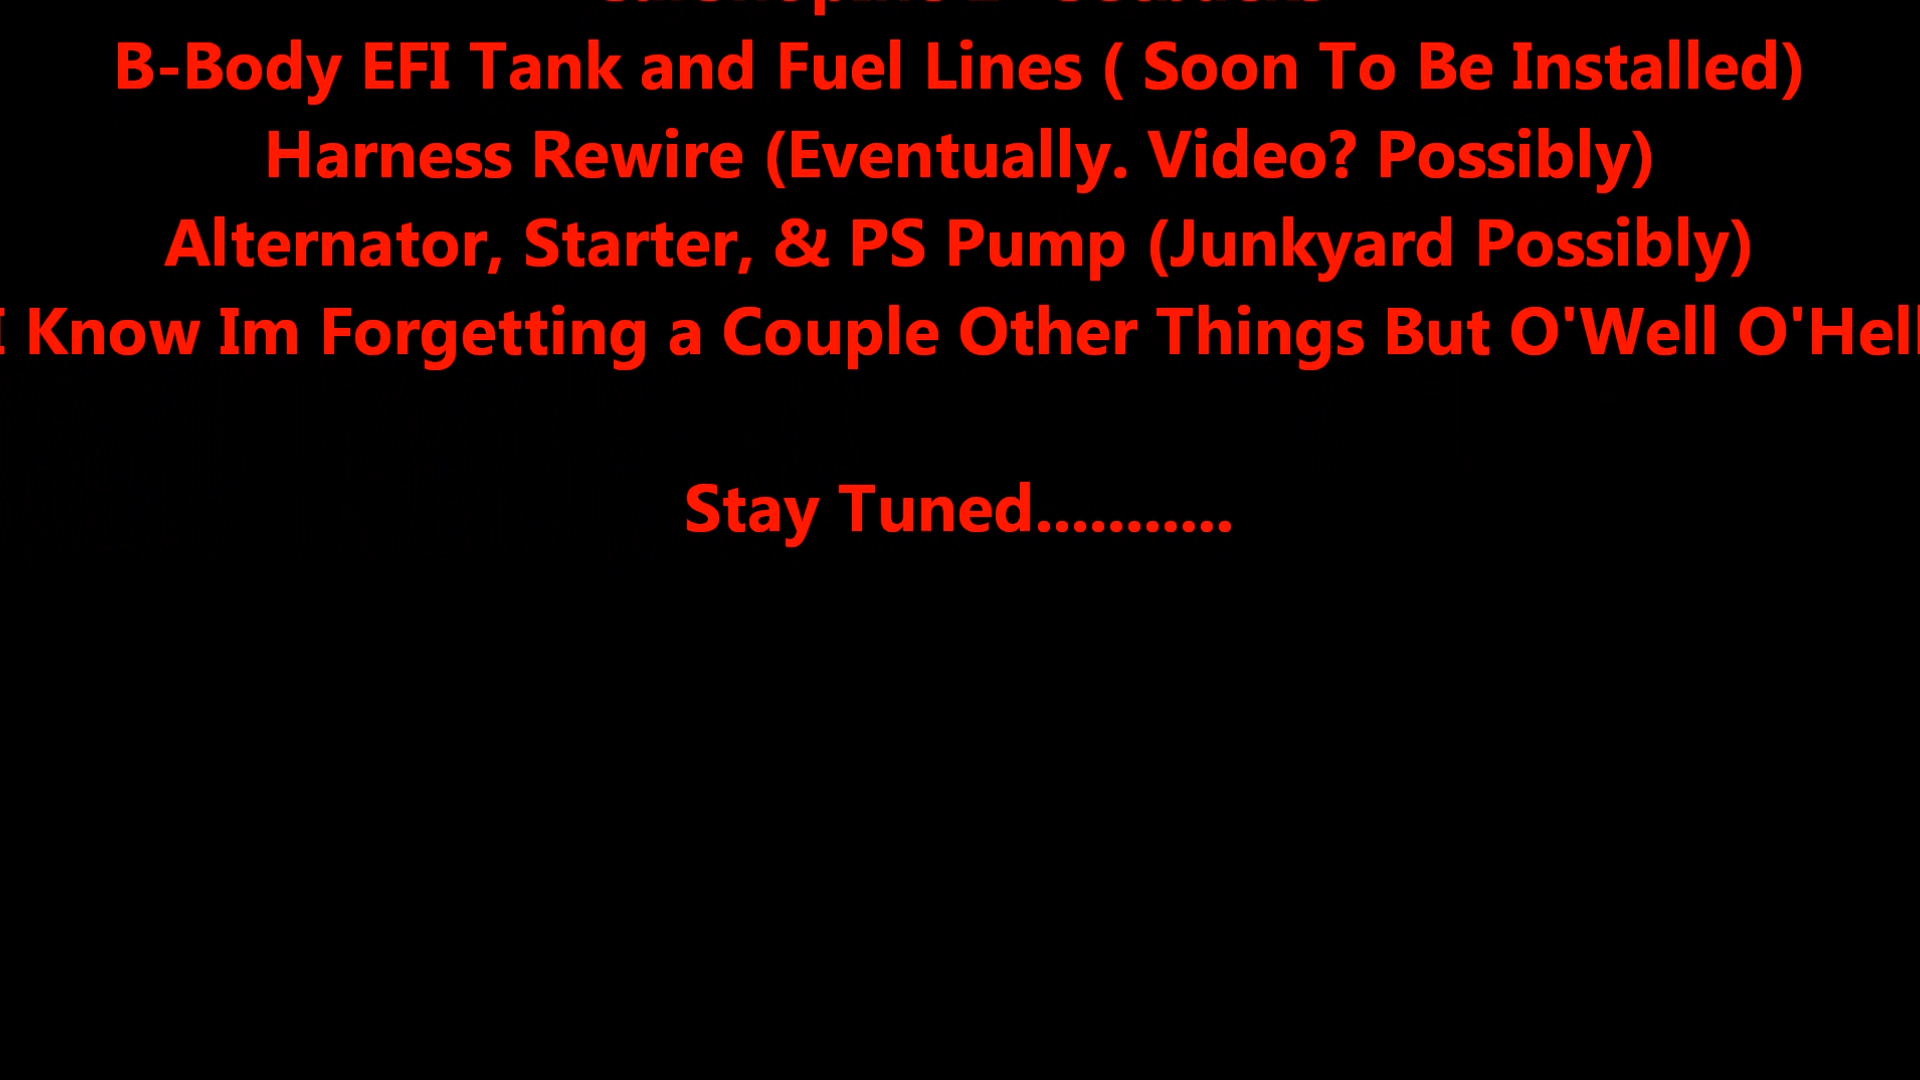 B-Body EFI Tank and Fuel Lines ( Soon To Be Installed)
Harness Rewire (Eventually. Video? Possibly)
Alternator, Starter, & PS Pump (Junkyard Possibly)
I Know Im Forgetting a Couple Other Things But O'Well O'Hell
Stay Tuned...........